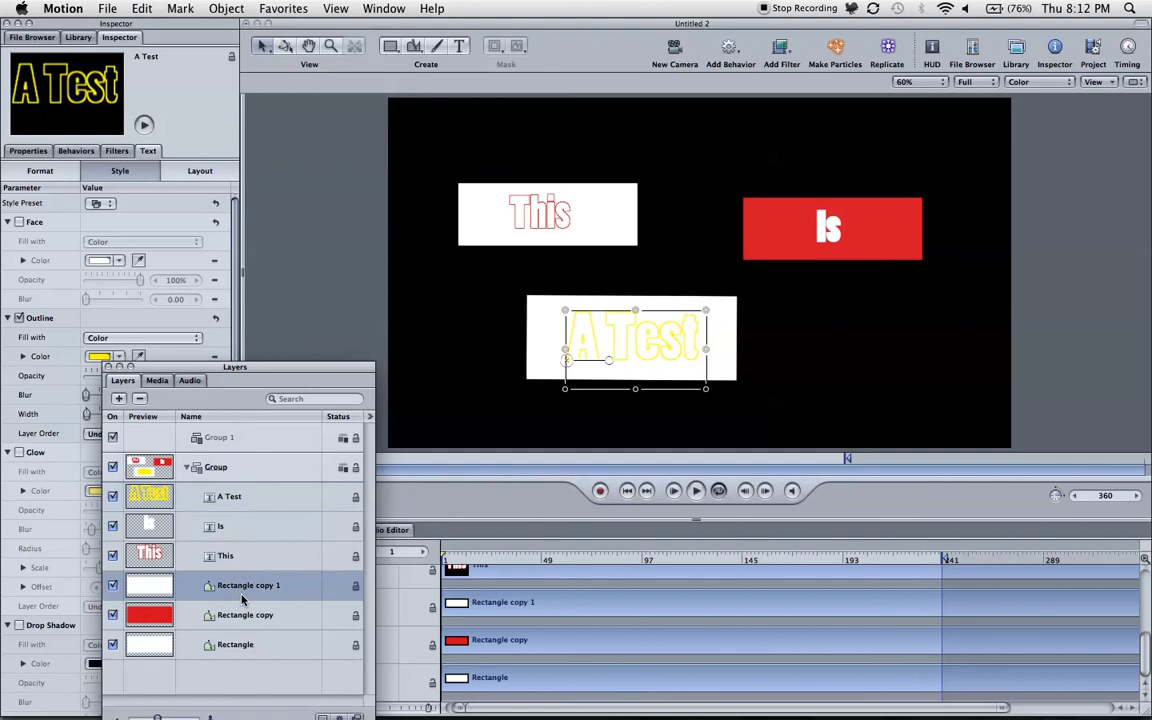 Motion File Edit Mark Object Favorites View Window Help
Stop Recording (76%) Thu 8:12 PM
Inspector Untitled 2
File Browser Library Inspector
A Test
A Test
View Create Mask
New Camera Add Behavior Add Filter Make Particles Replicate HUD File Browser Library Inspector Project Timing
60% Full Color View
Properties Behaviors Filters Text
Format Style Layout
Parameter Value
Style Preset
Face
Fill with Color
Color
Opacity 100%
Blur 0.00
Outline
Fill with Color
Color
Opacity
Blur
Width
Layer Order
Glow
Fill with
Color
Opacity
Blur
Radius
Scale
Offset
Layer Order
Drop Shadow
Fill with
Color
Opacity
Blur
This
Is
A Test
Layers
Layers Media Audio
Search
On Preview Name Status
Group 1
Group
A Test
Is
This
Rectangle copy 1
Rectangle copy
Rectangle
360
1
1 49 97 145 193 241 289
This
Rectangle copy 1
Rectangle copy
Rectangle